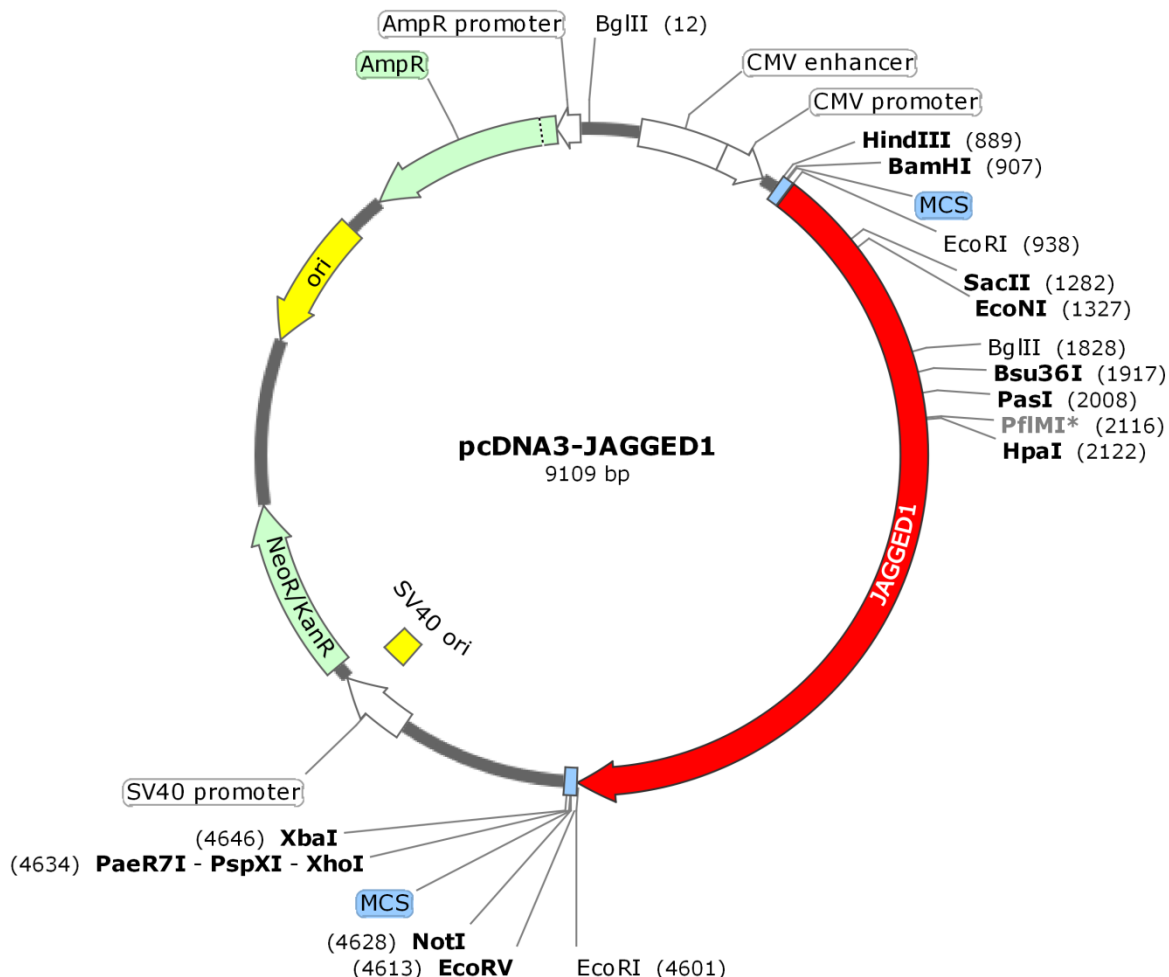 AmpR promoter
BglII (12)
AmpR
CMV enhancer
CMV promoter
HindIII (889)
BamHI (907)
MCS
EcoRI (938)
SacII (1282)
EcoNI (1327)
BglII (1828)
Bsu36I (1917)
PasI (2008)
PflMI* (2116)
HpaI (2122)
ori
pcDNA3-JAGGED1
9109 bp
JAGGED1
NeoR/KanR
SV40 ori
SV40 promoter
(4646) XbaI
(4634) PaeR7I - PspXI - XhoI
MCS
(4628) NotI
(4613) EcoRV
EcoRI (4601)